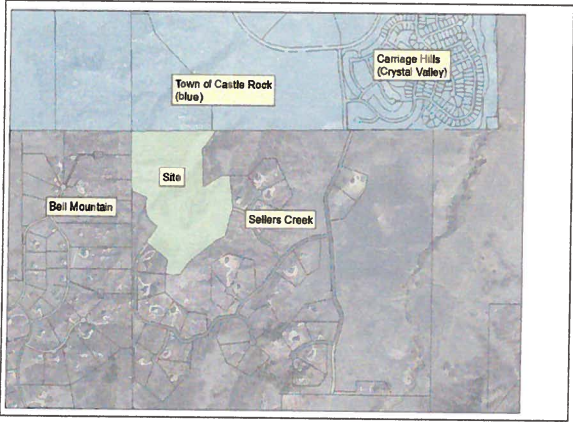 Carriage Hills
(Crystal Valley)
Town of Castle Rock
(blue)
Site
Bell Mountain
Sellers Creek